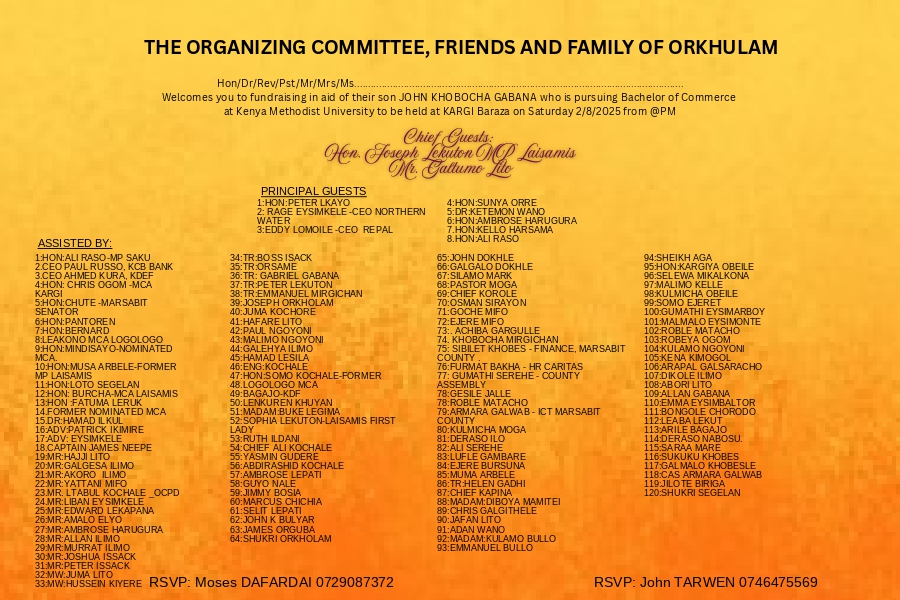 THE ORGANIZING COMMITTEE, FRIENDS AND FAMILY OF ORKHULAM
Hon/Dr/Rev/Pst/Mr/Mrs/Ms.....................................................................................................
Welcomes you to fundraising in aid of their son JOHN KHOBOCHA GABANA who is pursuing Bachelor of Commerce
at Kenya Methodist University to be held at KARGI Baraza on Saturday 2/8/2025 from @PM
Chief Guests:
Hon. Joseph Lekuton MP Laisamis
Mr. Galtumo Lito
PRINCIPAL GUESTS
1:HON:PETER LKAYO
2: RAGE EYSIMKELE -CEO NORTHERN
WATER
3:EDDY LOMOILE -CEO REPAL
4:HON:SUNYA ORRE
5:DR:KETEMON WANO
6:HON:AMBROSE HARUGURA
7.HON:KELLO HARSAMA
8.HON:ALI RASO
ASSISTED BY:
1:HON:ALI RASO-MP SAKU
2.CEO PAUL RUSSO, KCB BANK
3.CEO AHMED KURA, KDEF
4:HON: CHRIS OGOM -MCA
KARGI
5:HON:CHUTE -MARSABIT
SENATOR
6:HON:PANTOREN
7:HON:BERNARD
8:LEAKONO MCA LOGOLOGO
9:HON:MINDISAYO-NOMINATED
MCA.
10:HON:MUSA ARBELE-FORMER
MP LAISAMIS
11:HON:LOTO SEGELAN
12:HON: BURCHA-MCA LAISAMIS
13:HON :FATUMA LERUK
14.FORMER NOMINATED MCA
15.DR:HAMID ILKUL
16:ADV:PATRICK IKIMIRE
17:ADV: EYSIMKELE
18.CAPTAIN JAMES NEEPE
19:MR:HAJJI LITO
20:MR:GALGESA ILIMO
21:MR:AKORO ILIMO
22:MR:YATTANI MIFO
23:MR. LTABUL KOCHALE _OCPD
24:MR:LIBAN EYSIMKELE
25:MR:EDWARD LEKAPANA
26:MR:AMALO ELYO
27:MR:AMBROSE HARUGURA
28:MR:ALLAN ILIMO
29:MR:MURRAT ILIMO
30:MR:JOSHUA ISSACK
31:MR:PETER ISSACK
32:MW:JUMA LITO
33:MW:HUSSEIN KIYERE
34:TR:BOSS ISACK
35:TR:ORSAME
36:TR: GABRIEL GABANA
37:TR:PETER LEKUTON
38:TR:EMMANUEL MIRGICHAN
39:JOSEPH ORKHOLAM
40:JUMA KOCHORE
41:HAFARE LITO
42:PAUL NGOYONI
43:MALIMO NGOYONI
44:GALEHYA ILIMO
45:HAMAD LESILA
46:ENG:KOCHALE
47:HON:SOMO KOCHALE-FORMER
48.LOGOLOGO MCA
49:BAGAJO-KDF
50:LENKUREN KHUYAN
51:MADAM:BUKE LEGIMA
52:SOPHIA LEKUTON-LAISAMIS FIRST
LADY
53:RUTH ILDANI
54:CHIEF ALI KOCHALE
55:YASMIN GUDERE
56:ABDIRASHID KOCHALE
57:AMBROSE LEPATI
58:GUYO NALE
59:JIMMY BOSIA
60:MARCUS CHICHIA
61:SELIT LEPATI
62:JOHN K BULYAR
63:JAMES ORGUBA
64:SHUKRI ORKHOLAM
65:JOHN DOKHLE
66:GALGALO DOKHLE
67:SILAMO MARK
68:PASTOR MOGA
69:CHIEF KOROLE
70:OSMAN SIRAYON
71:GOCHE MIFO
72:EJERE MIFO
73:. ACHIBA GARGULLE
74. KHOBOCHA MIRGICHAN
75: SIBILET KHOBES - FINANCE, MARSABIT
COUNTY .
76:FURMAT BAKHA - HR CARITAS
77: GUMATHI SEREHE - COUNTY
ASSEMBLY
78:GESILE JALLE
78:ROBLE MATACHO
79:ARMARA GALWAB - ICT MARSABIT
COUNTY
80:KULMICHA MOGA
81:DERASO ILO
82:ALI SEREHE
83:LUFLE GAMBARE
84:EJERE BURSUNA
85:MUMA ARBELE
86:TR:HELEN GADHI
87:CHIEF KAPINA
88:MADAM:DIBOYA MAMITEI
89:CHRIS GALGITHELE
90:JAFAN LITO
91:ADAN WANO
92:MADAM:KULAMO BULLO
93:EMMANUEL BULLO
94:SHEIKH AGA
95:HON:KARGIYA OBEILE
96:SELEWA MIKALKONA
97:MALIMO KELLE
98:KULMICHA OBEILE
99:SOMO EJERET
100:GUMATHI EYSIMARBOY
101:MALMALO EYSIMONTE
102:ROBLE MATACHO
103:ROBEYA OGOM
104:KULAMO NGOYONI
105:KENA KIMOGOL
106:ARAPAL GALSARACHO
107:DIKOLE ILIMO
108:ABORI LITO
109:ALLAN GABANA
110:EMMA EYSIMBALTOR
111:BONGOLE CHORODO
112:LEABA LEKUT
113:ARILE BAGAJO
114:DERASO NABOSU.
115:SARAA MARE
116:SUKUKU KHOBES
117:GALMALO KHOBESLE
118:CAS ARMARA GALWAB
119:JILOTE BIRIGA
120:SHUKRI SEGELAN
RSVP: Moses DAFARDAI 0729087372
RSVP: John TARWEN 0746475569